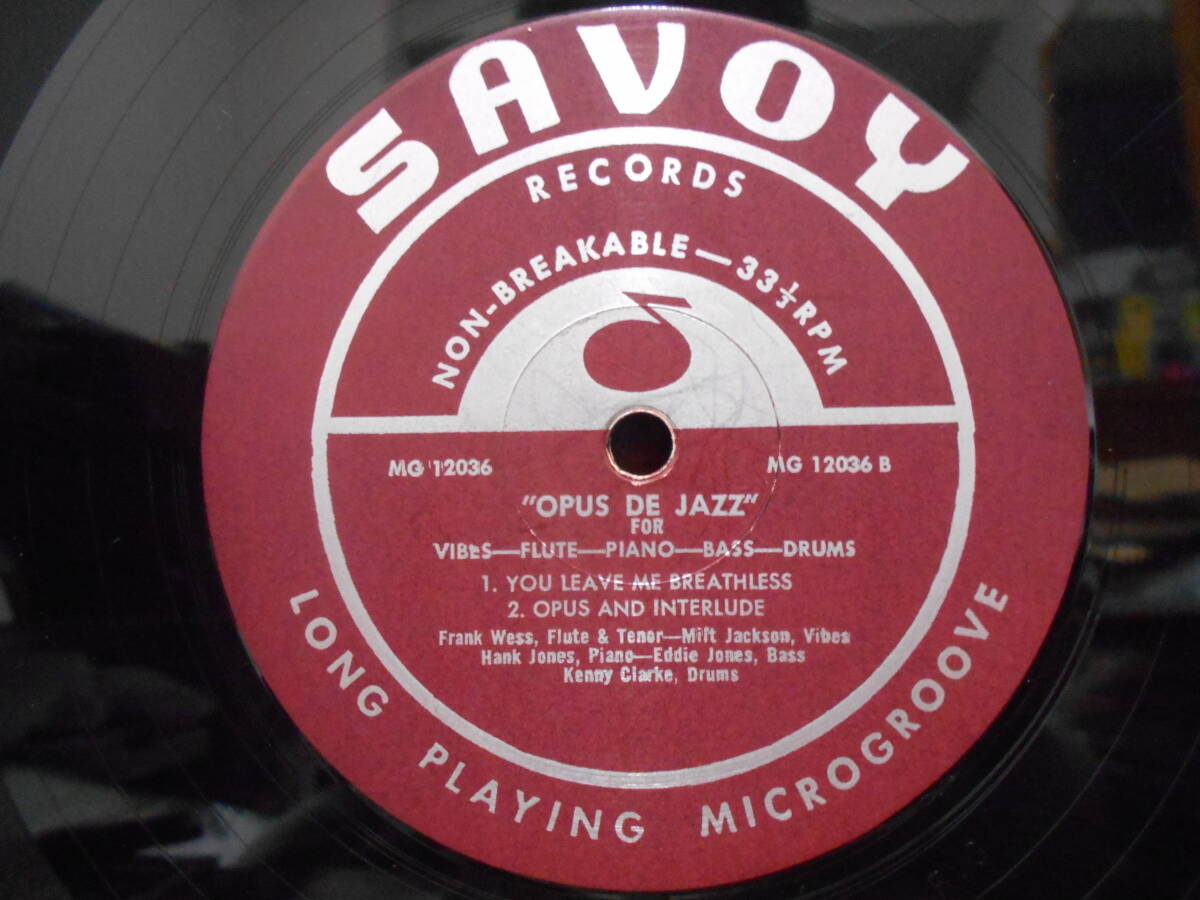 SAVOY
RECORDS
NON-BREAKABLE—33⅓RPM
MG 12036
MG 12036 B
"OPUS DE JAZZ"
FOR
VIBES—FLUTE—PIANO—BASS—DRUMS
1. YOU LEAVE ME BREATHLESS
2. OPUS AND INTERLUDE
Frank Wess, Flute & Tenor—Milt Jackson, Vibes
Hank Jones, Piano—Eddie Jones, Bass
Kenny Clarke, Drums
LONG PLAYING MICROGROOVE